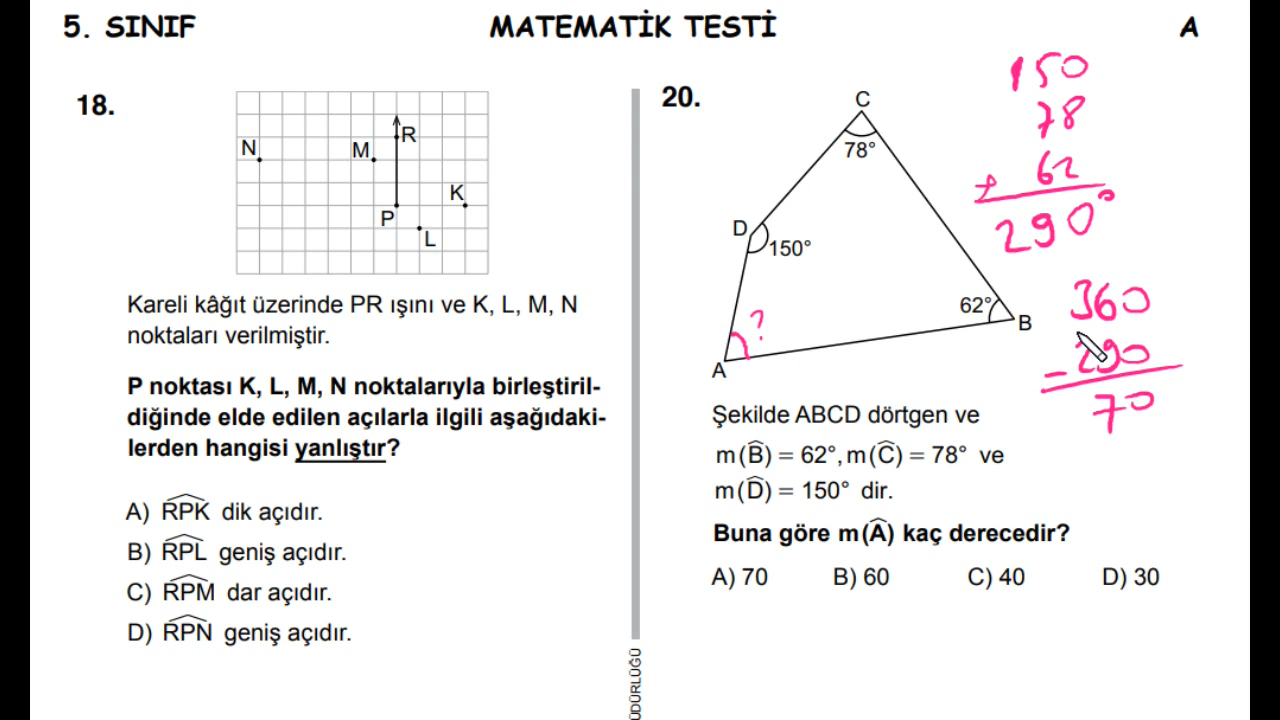 5. SINIF
MATEMATİK TESTİ
A
18.
N
M
R
K
P
L
Kareli kâğıt üzerinde PR ışını ve K, L, M, N
noktaları verilmiştir.
P noktası K, L, M, N noktalarıyla birleştiril-
diğinde elde edilen açılarla ilgili aşağıdaki-
lerden hangisi yanlıştır?
A) RPK dik açıdır.
B) RPL geniş açıdır.
C) RPM dar açıdır.
D) RPN geniş açıdır.
ÜDÜRLÜĞÜ
20.
C
78°
D
150°
62°
B
A
?
150
78
+ 62
290°
360
- 290
70
Şekilde ABCD dörtgen ve
m(B̂) = 62°, m(Ĉ) = 78° ve
m(D̂) = 150° dir.
Buna göre m(Â) kaç derecedir?
A) 70 B) 60 C) 40 D) 30